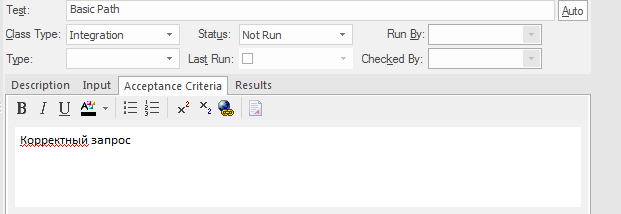 Test: Basic Path Auto
Class Type: Integration Status: Not Run Run By:
Type: Last Run: Checked By:
Description Input Acceptance Criteria Results
B I U A x² x₂
Корректный запрос